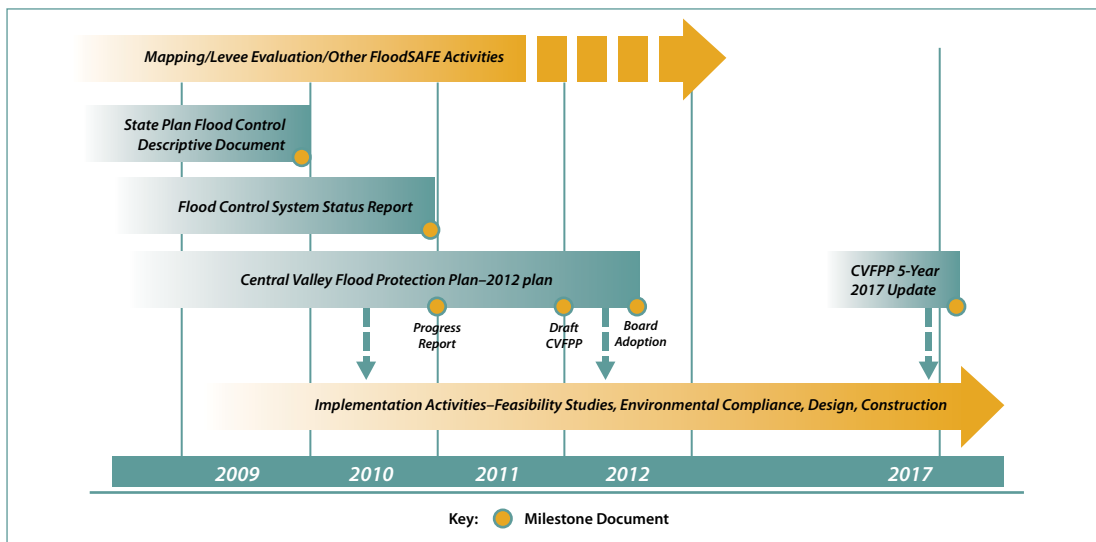 Mapping/Levee Evaluation/Other FloodSAFE Activities
State Plan Flood Control
Descriptive Document
Flood Control System Status Report
Central Valley Flood Protection Plan–2012 plan
CVFPP 5-Year
2017 Update
Progress
Report
Draft
CVFPP
Board
Adoption
Implementation Activities–Feasibility Studies, Environmental Compliance, Design, Construction
2009 2010 2011 2012 2017
Key: Milestone Document